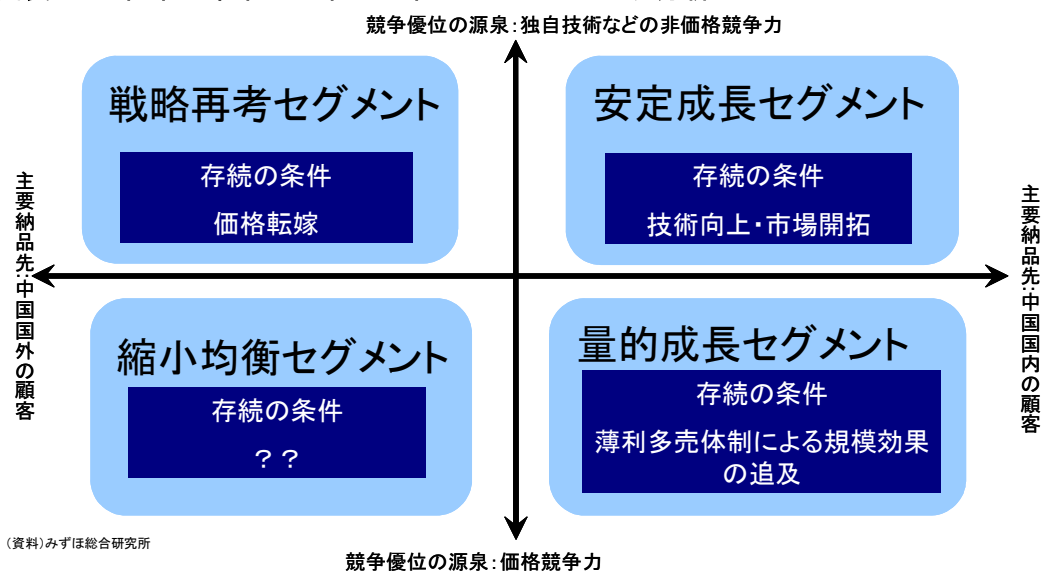 競争優位の源泉:独自技術などの非価格競争力
戦略再考セグメント
存続の条件
価格転嫁
安定成長セグメント
存続の条件
技術向上・市場開拓
主要納品先:中国国外の顧客
主要納品先:中国国内の顧客
縮小均衡セグメント
存続の条件
??
量的成長セグメント
存続の条件
薄利多売体制による規模効果
の追及
(資料)みずほ総合研究所
競争優位の源泉:価格競争力